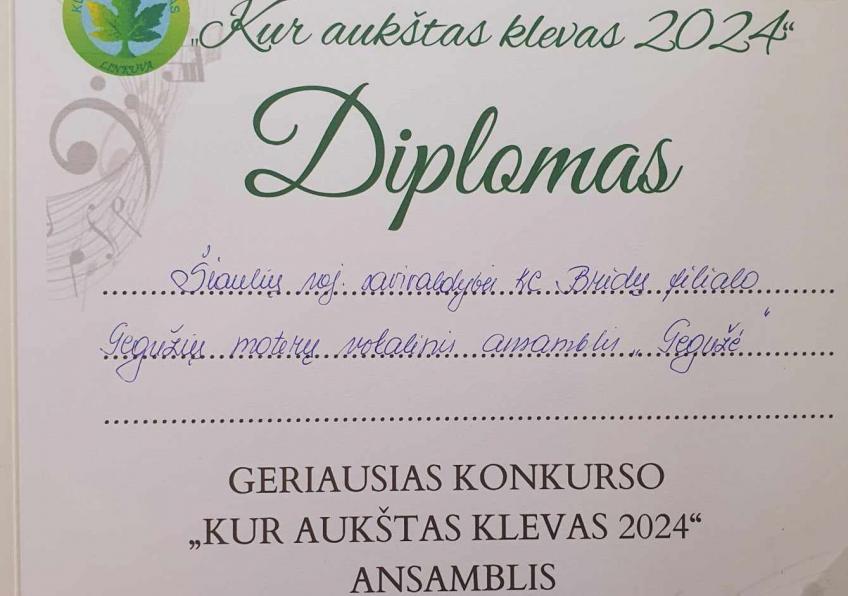 LINKUVA
„Kur aukštas klevas 2024“
Diplomas
Šiaulių raj. savivaldybės KC Bridų filialo
Gegužių moterų vokalinis ansamblis „Gegužė“
GERIAUSIAS KONKURSO
„KUR AUKŠTAS KLEVAS 2024“
ANSAMBLIS